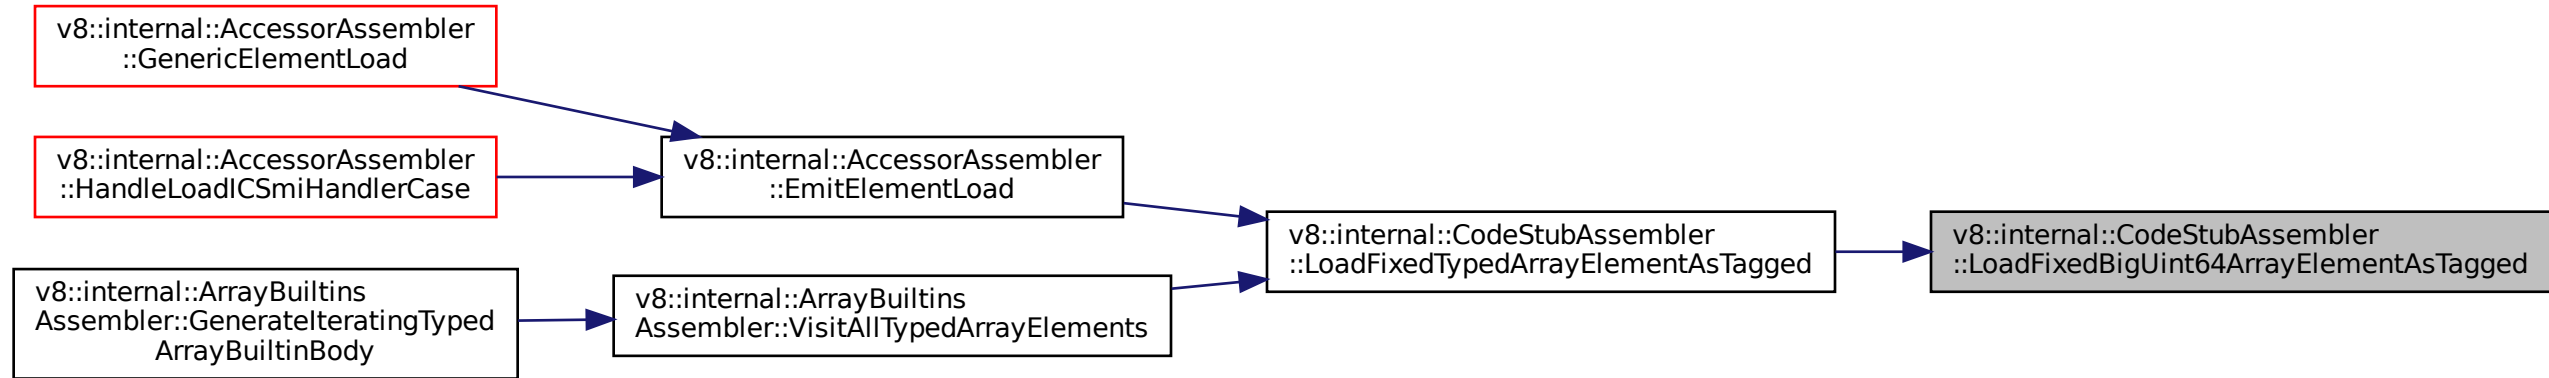 v8::internal::AccessorAssembler
::GenericElementLoad
v8::internal::AccessorAssembler
::HandleLoadICSmiHandlerCase
v8::internal::ArrayBuiltins
Assembler::GenerateIteratingTyped
ArrayBuiltinBody
v8::internal::AccessorAssembler
::EmitElementLoad
v8::internal::ArrayBuiltins
Assembler::VisitAllTypedArrayElements
v8::internal::CodeStubAssembler
::LoadFixedTypedArrayElementAsTagged
v8::internal::CodeStubAssembler
::LoadFixedBigUint64ArrayElementAsTagged